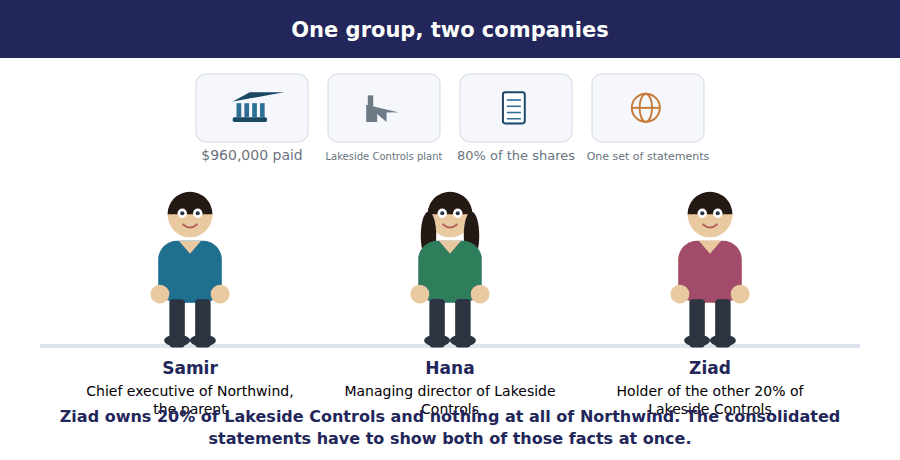 One group, two companies
$960,000 paid
Lakeside Controls plant
80% of the shares
One set of statements
Samir
Hana
Ziad
Chief executive of Northwind,
the parent
Managing director of Lakeside
Controls
Holder of the other 20% of
Lakeside Controls
Ziad owns 20% of Lakeside Controls and nothing at all of Northwind. The consolidated
statements have to show both of those facts at once.